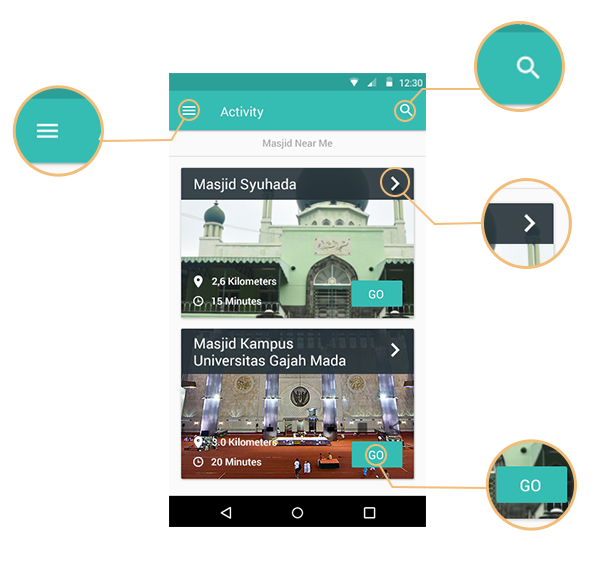 12:30
Activity
Masjid Near Me
Masjid Syuhada
2,6 Kilometers
15 Minutes
GO
Masjid Kampus
Universitas Gajah Mada
3.0 Kilometers
20 Minutes
GO
GO